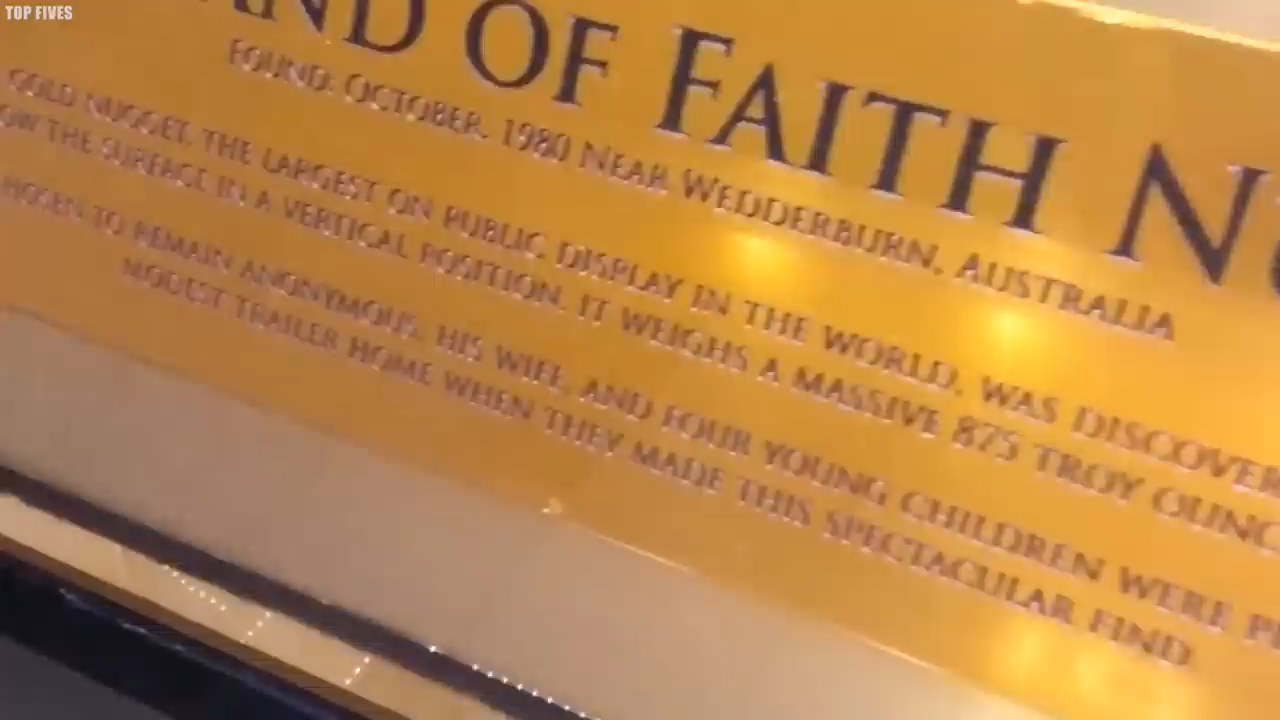 TOP FIVES
AND OF FAITH N
FOUND: OCTOBER, 1980 NEAR WEDDERBURN, AUSTRALIA
GOLD NUGGET, THE LARGEST ON PUBLIC DISPLAY IN THE WORLD, WAS DISCOVER
OW THE SURFACE IN A VERTICAL POSITION. IT WEIGHS A MASSIVE 875 TROY OUNC
HOSEN TO REMAIN ANONYMOUS, HIS WIFE, AND FOUR YOUNG CHILDREN WERE
MODEST TRAILER HOME WHEN THEY MADE THIS SPECTACULAR FIND